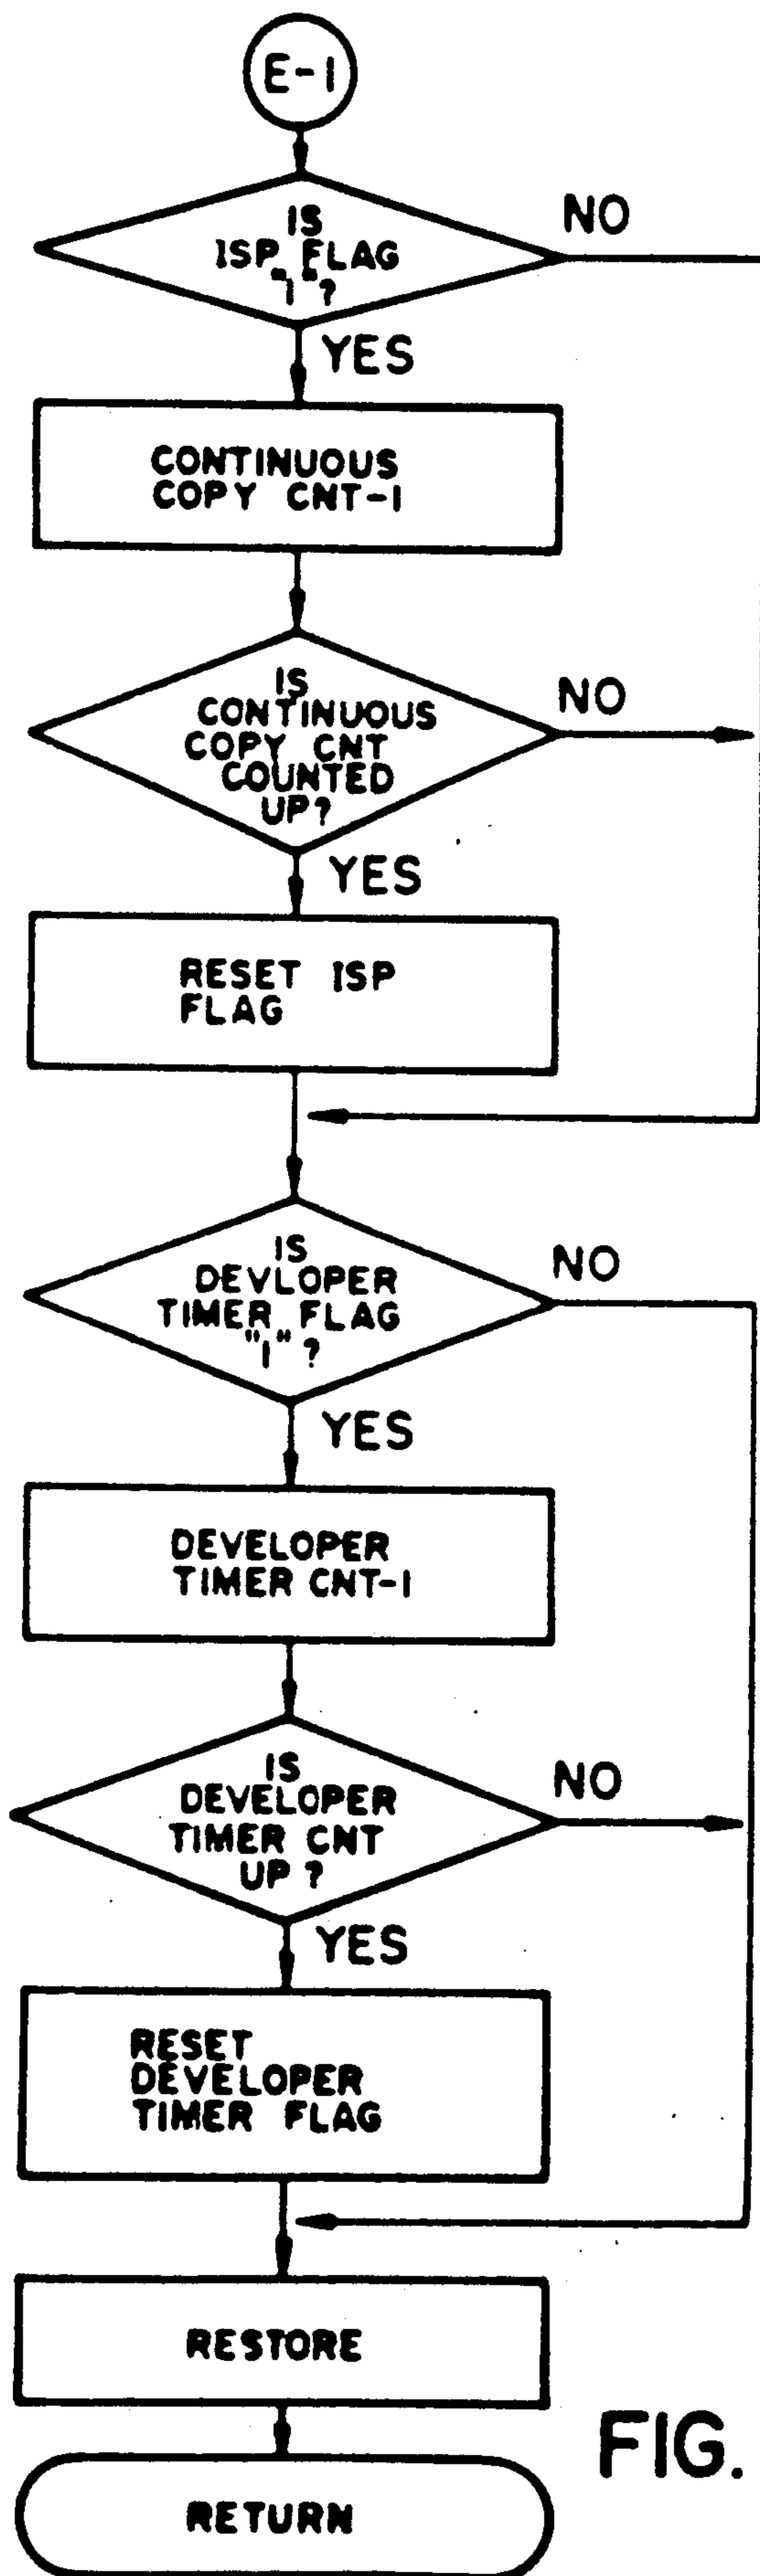 E-1
IS
ISP FLAG
"1" ?
NO
YES
CONTINUOUS
COPY CNT-1
IS
CONTINUOUS
COPY CNT
COUNTED
UP?
NO
YES
RESET ISP
FLAG
IS
DEVLOPER
TIMER FLAG
"1" ?
NO
YES
DEVELOPER
TIMER CNT-1
IS
DEVELOPER
TIMER CNT
UP ?
NO
YES
RESET
DEVELOPER
TIMER FLAG
RESTORE
RETURN
FIG.